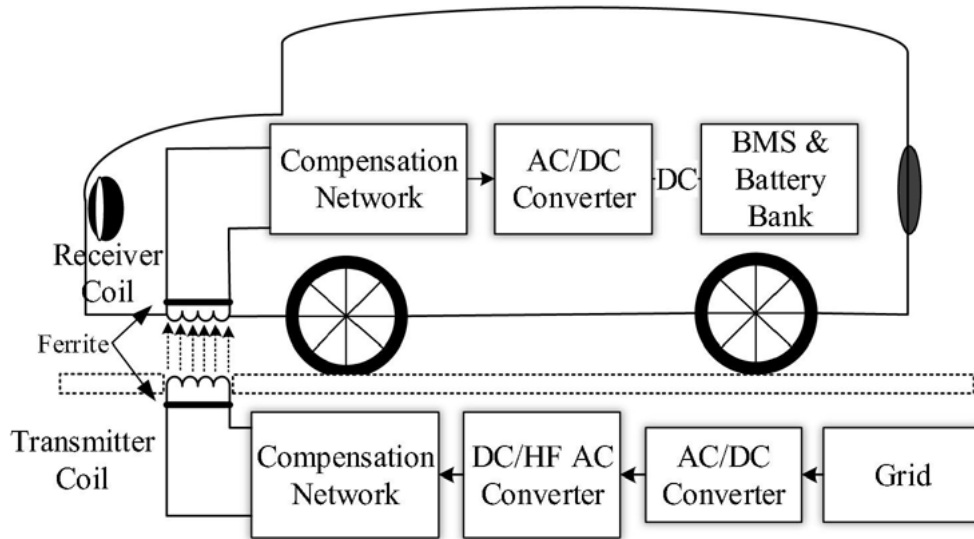 Compensation
Network
AC/DC
Converter
DC
BMS &
Battery
Bank
Receiver
Coil
Ferrite
Transmitter
Coil
Compensation
Network
DC/HF AC
Converter
AC/DC
Converter
Grid